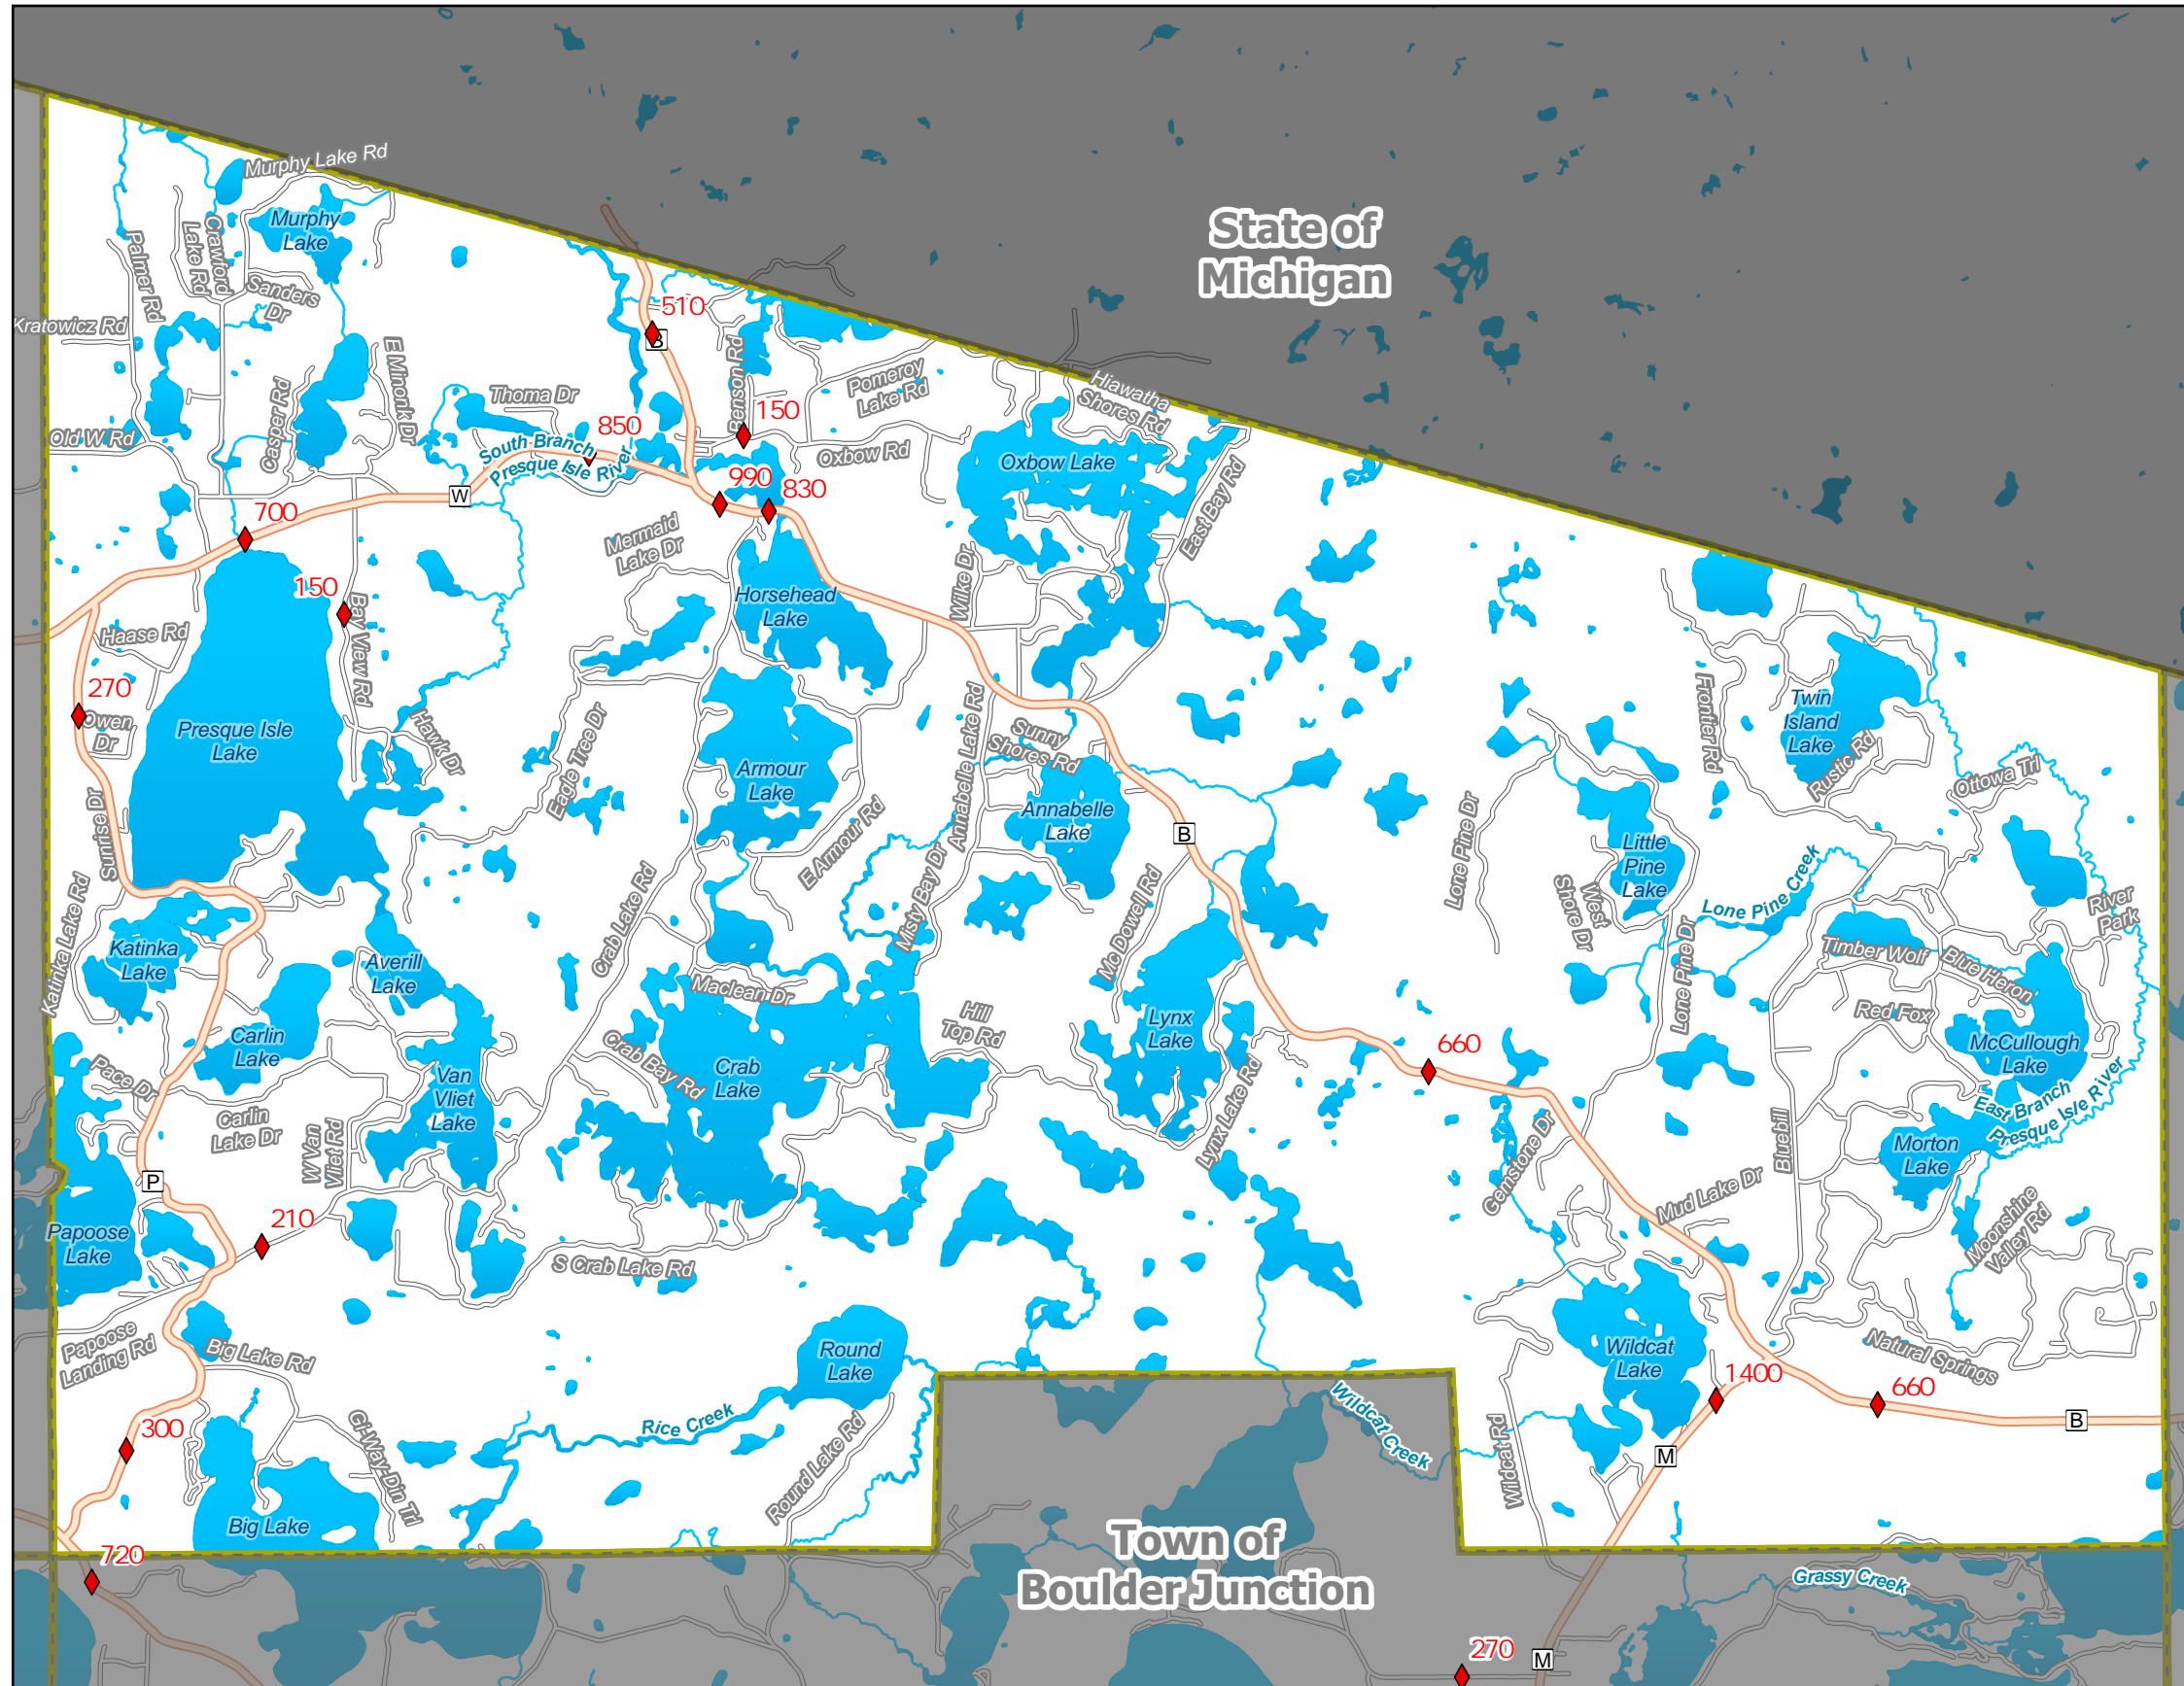 State of
Michigan
Murphy Lake Rd
Murphy
Lake
Crawford
Lake Rd
Palmer Rd
Sanders
Dr
Kratowicz Rd
510
B
E Minonk Dr
Benson Rd
Pomeroy
Lake Rd
Hiawatha
Shores Rd
Thoma Dr
Casper Rd
150
850
Old W Rd
South Branch
Presque Isle River
Oxbow Rd
Oxbow Lake
990
830
W
700
East Bay Rd
Mermaid
Lake Dr
150
Bay View Rd
Horsehead
Lake
Wilke Dr
Haase Rd
270
Owen
Dr
Presque Isle
Lake
Hawk Dr
Eagle Tree Dr
Armour
Lake
Annabelle Lake Rd
Sunny
Shores Rd
Frontier Rd
Twin
Island
Lake
Rustic Rd
Ottowa Trl
Sunrise Dr
E Armour Rd
Annabelle
Lake
B
Lone Pine Dr
Little
Pine
Lake
Lone Pine Creek
Katinka Lake Rd
Katinka
Lake
Crab Lake Rd
Misty Bay Dr
McDowell Rd
West
Shore Dr
River
Park
Averill
Lake
Maclean Dr
Timber Wolf
Blue Heron
Lone Pine Dr
Carlin
Lake
Hill
Top Rd
Lynx
Lake
Red Fox
660
McCullough
Lake
Pace Dr
Crab Bay Rd
Crab
Lake
Van
Vliet
Lake
Carlin
Lake Dr
W Van
Vliet Rd
Lynx Lake Rd
Gemstone Dr
Bluebill
East Branch
Presque Isle River
Morton
Lake
P
Mud Lake Dr
Moonshine
Valley Rd
210
Papoose
Lake
S Crab Lake Rd
Papoose
Landing Rd
Big Lake Rd
Round
Lake
Wildcat
Lake
Natural Springs
1400
660
B
300
Gi-Way-Din Trl
Rice Creek
Round Lake Rd
Wildcat Creek
Wildcat Rd
M
Big Lake
720
Town of
Boulder Junction
Grassy Creek
270
M